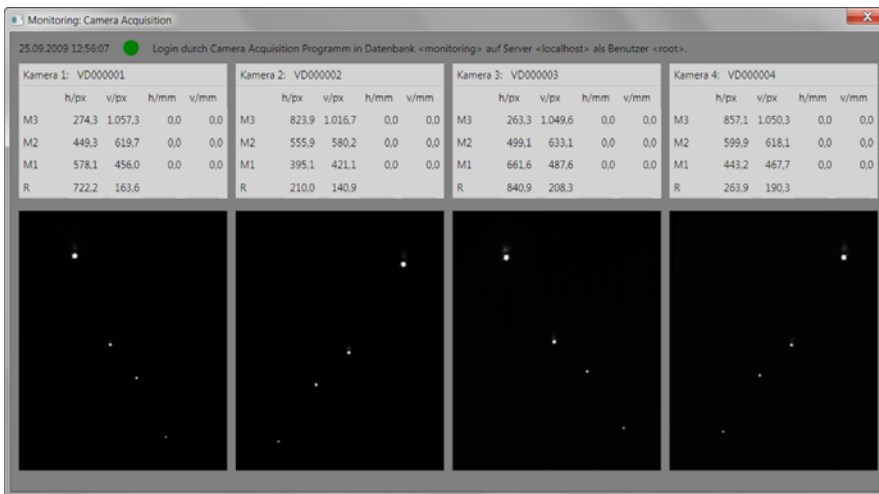 Monitoring: Camera Acquisition
25.09.2009 12:56:07 Login durch Camera Acquisition Programm in Datenbank <monitoring> auf Server <localhost> als Benutzer <root>.
Kamera 1: VD000001
h/px v/px h/mm v/mm
M3 274,3 1.057,3 0,0 0,0
M2 449,3 619,7 0,0 0,0
M1 578,1 456,0 0,0 0,0
R 722,2 163,6
Kamera 2: VD000002
h/px v/px h/mm v/mm
M3 823,9 1.016,7 0,0 0,0
M2 555,9 580,2 0,0 0,0
M1 395,1 421,1 0,0 0,0
R 210,0 140,9
Kamera 3: VD000003
h/px v/px h/mm v/mm
M3 263,3 1.049,6 0,0 0,0
M2 499,1 633,1 0,0 0,0
M1 661,6 487,6 0,0 0,0
R 840,9 208,3
Kamera 4: VD000004
h/px v/px h/mm v/mm
M3 857,1 1.050,3 0,0 0,0
M2 599,9 618,1 0,0 0,0
M1 443,2 467,7 0,0 0,0
R 263,9 190,3